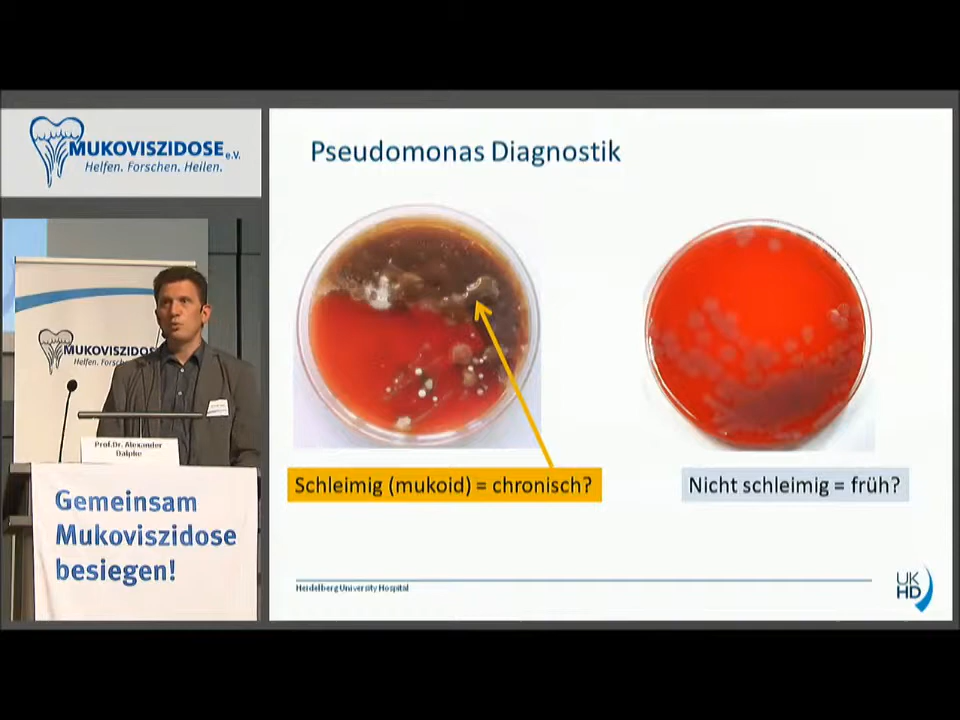 MUKOVISZIDOSE e.V.
Helfen. Forschen. Heilen.
MUKOVISZIDOS
Helfen. Forsch
Prof.Dr. Alexander
Dalpke
Gemeinsam
Mukoviszidose
besiegen!
Pseudomonas Diagnostik
Schleimig (mukoid) = chronisch?
Nicht schleimig = früh?
Heidelberg University Hospital
UK
HD